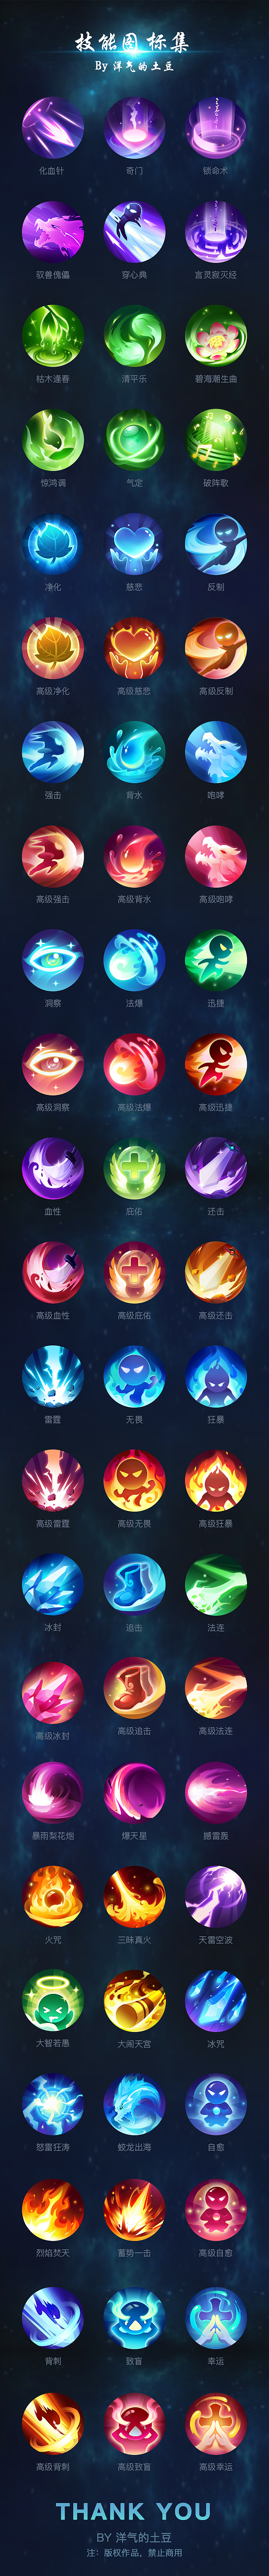 技能图标集
By 洋气的土豆
化血针 奇门 锁命术
驭兽傀儡 穿心典 言灵寂灭经
枯木逢春 清平乐 碧海潮生曲
惊鸿调 气定 破阵歌
净化 慈悲 反制
高级净化 高级慈悲 高级反制
强击 背水 咆哮
高级强击 高级背水 高级咆哮
洞察 法爆 迅捷
高级洞察 高级法爆 高级迅捷
血性 庇佑 还击
高级血性 高级庇佑 高级还击
雷霆 无畏 狂暴
高级雷霆 高级无畏 高级狂暴
冰封 追击 法连
高级冰封 高级追击 高级法连
暴雨梨花炮 爆天星 撼雷轰
火咒 三昧真火 天雷空波
大智若愚 大闹天宫 冰咒
怒雷狂涛 蛟龙出海 自愈
烈焰焚天 蓄势一击 高级自愈
背刺 致盲 幸运
高级背刺 高级致盲 高级幸运
THANK YOU
BY 洋气的土豆
注：版权作品，禁止商用